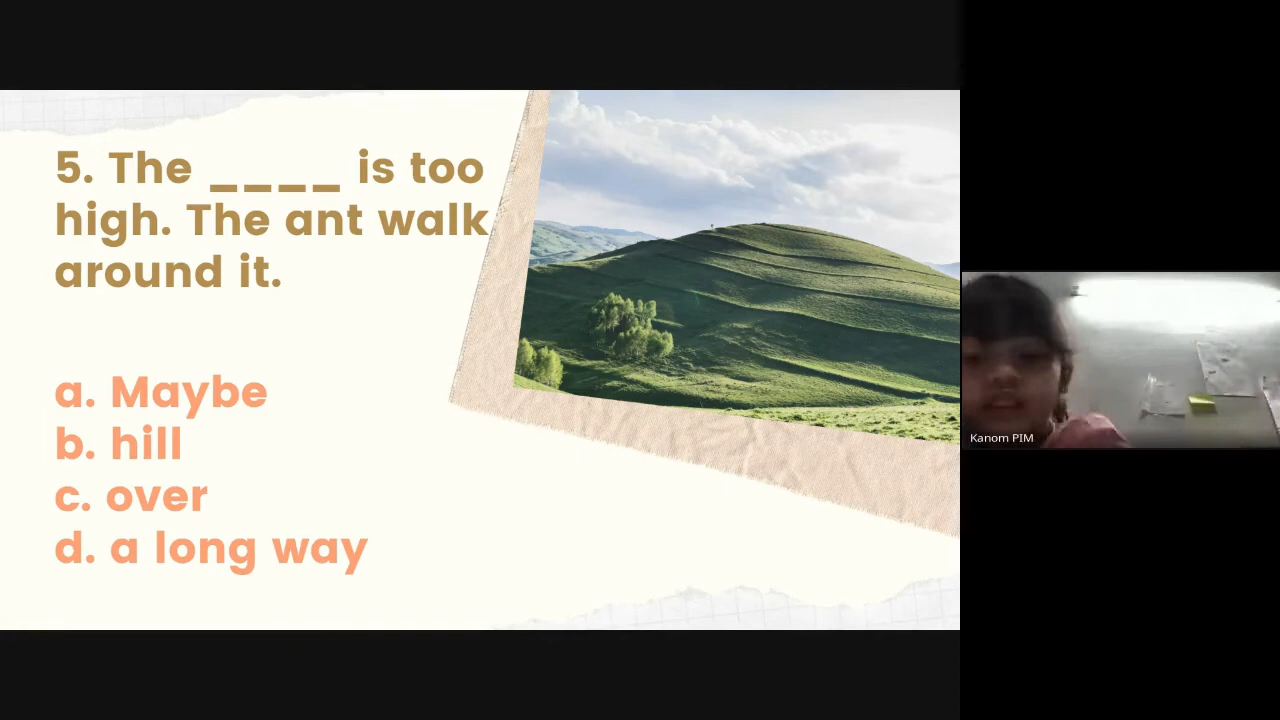 5. The ____ is too
high. The ant walk
around it.
a. Maybe
b. hill
c. over
d. a long way
Kanom PIM